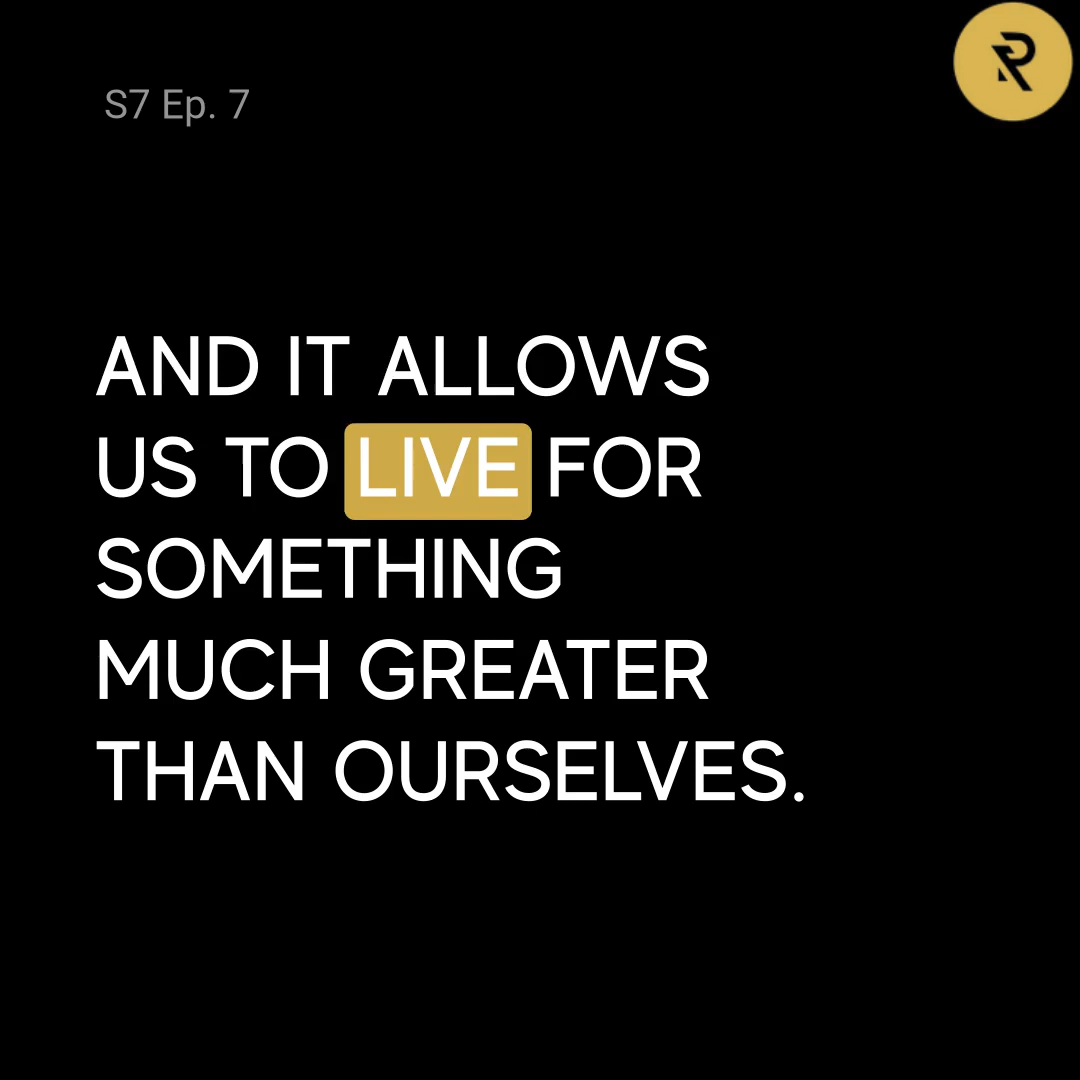 S7 Ep. 7
AND IT ALLOWS
US TO LIVE FOR
SOMETHING
MUCH GREATER
THAN OURSELVES.